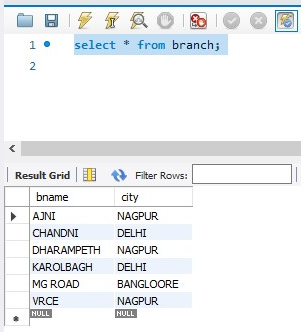 1 select * from branch;
2
Result Grid Filter Rows:
bname city
AJNI NAGPUR
CHANDNI DELHI
DHARAMPETH NAGPUR
KAROLBAGH DELHI
MG ROAD BANGLOORE
VRCE NAGPUR
NULL NULL